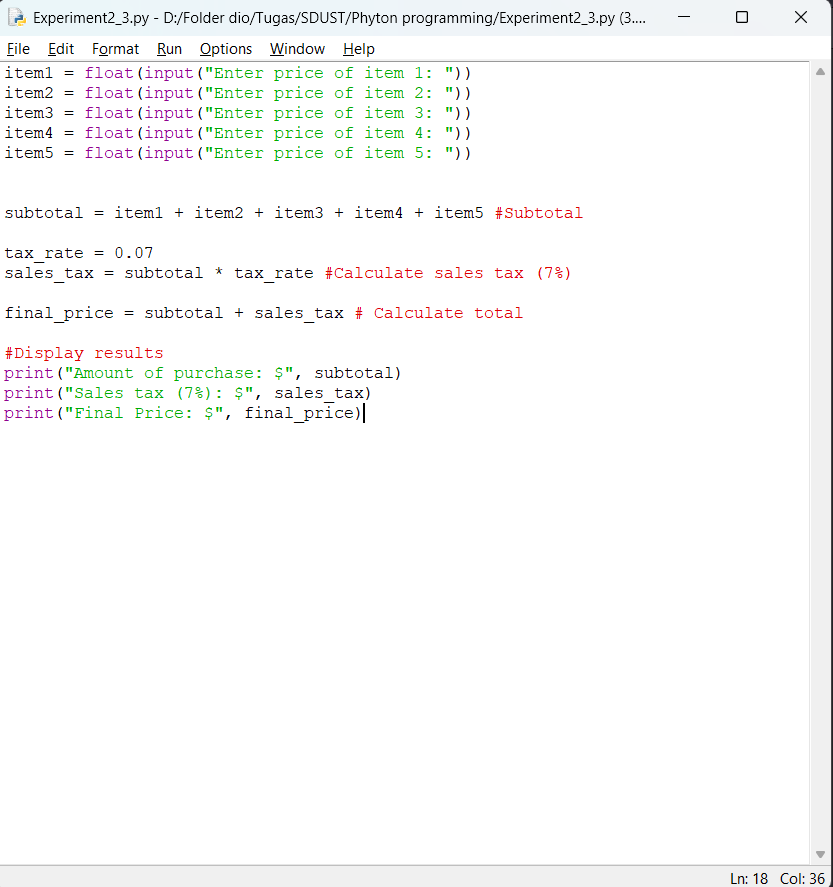 Experiment2_3.py - D:/Folder dio/Tugas/SDUST/Phyton programming/Experiment2_3.py (3....
File Edit Format Run Options Window Help
item1 = float(input("Enter price of item 1: "))
item2 = float(input("Enter price of item 2: "))
item3 = float(input("Enter price of item 3: "))
item4 = float(input("Enter price of item 4: "))
item5 = float(input("Enter price of item 5: "))
subtotal = item1 + item2 + item3 + item4 + item5 #Subtotal
tax_rate = 0.07
sales_tax = subtotal * tax_rate #Calculate sales tax (7%)
final_price = subtotal + sales_tax # Calculate total
#Display results
print("Amount of purchase: $", subtotal)
print("Sales tax (7%): $", sales_tax)
print("Final Price: $", final_price)
Ln: 18 Col: 36